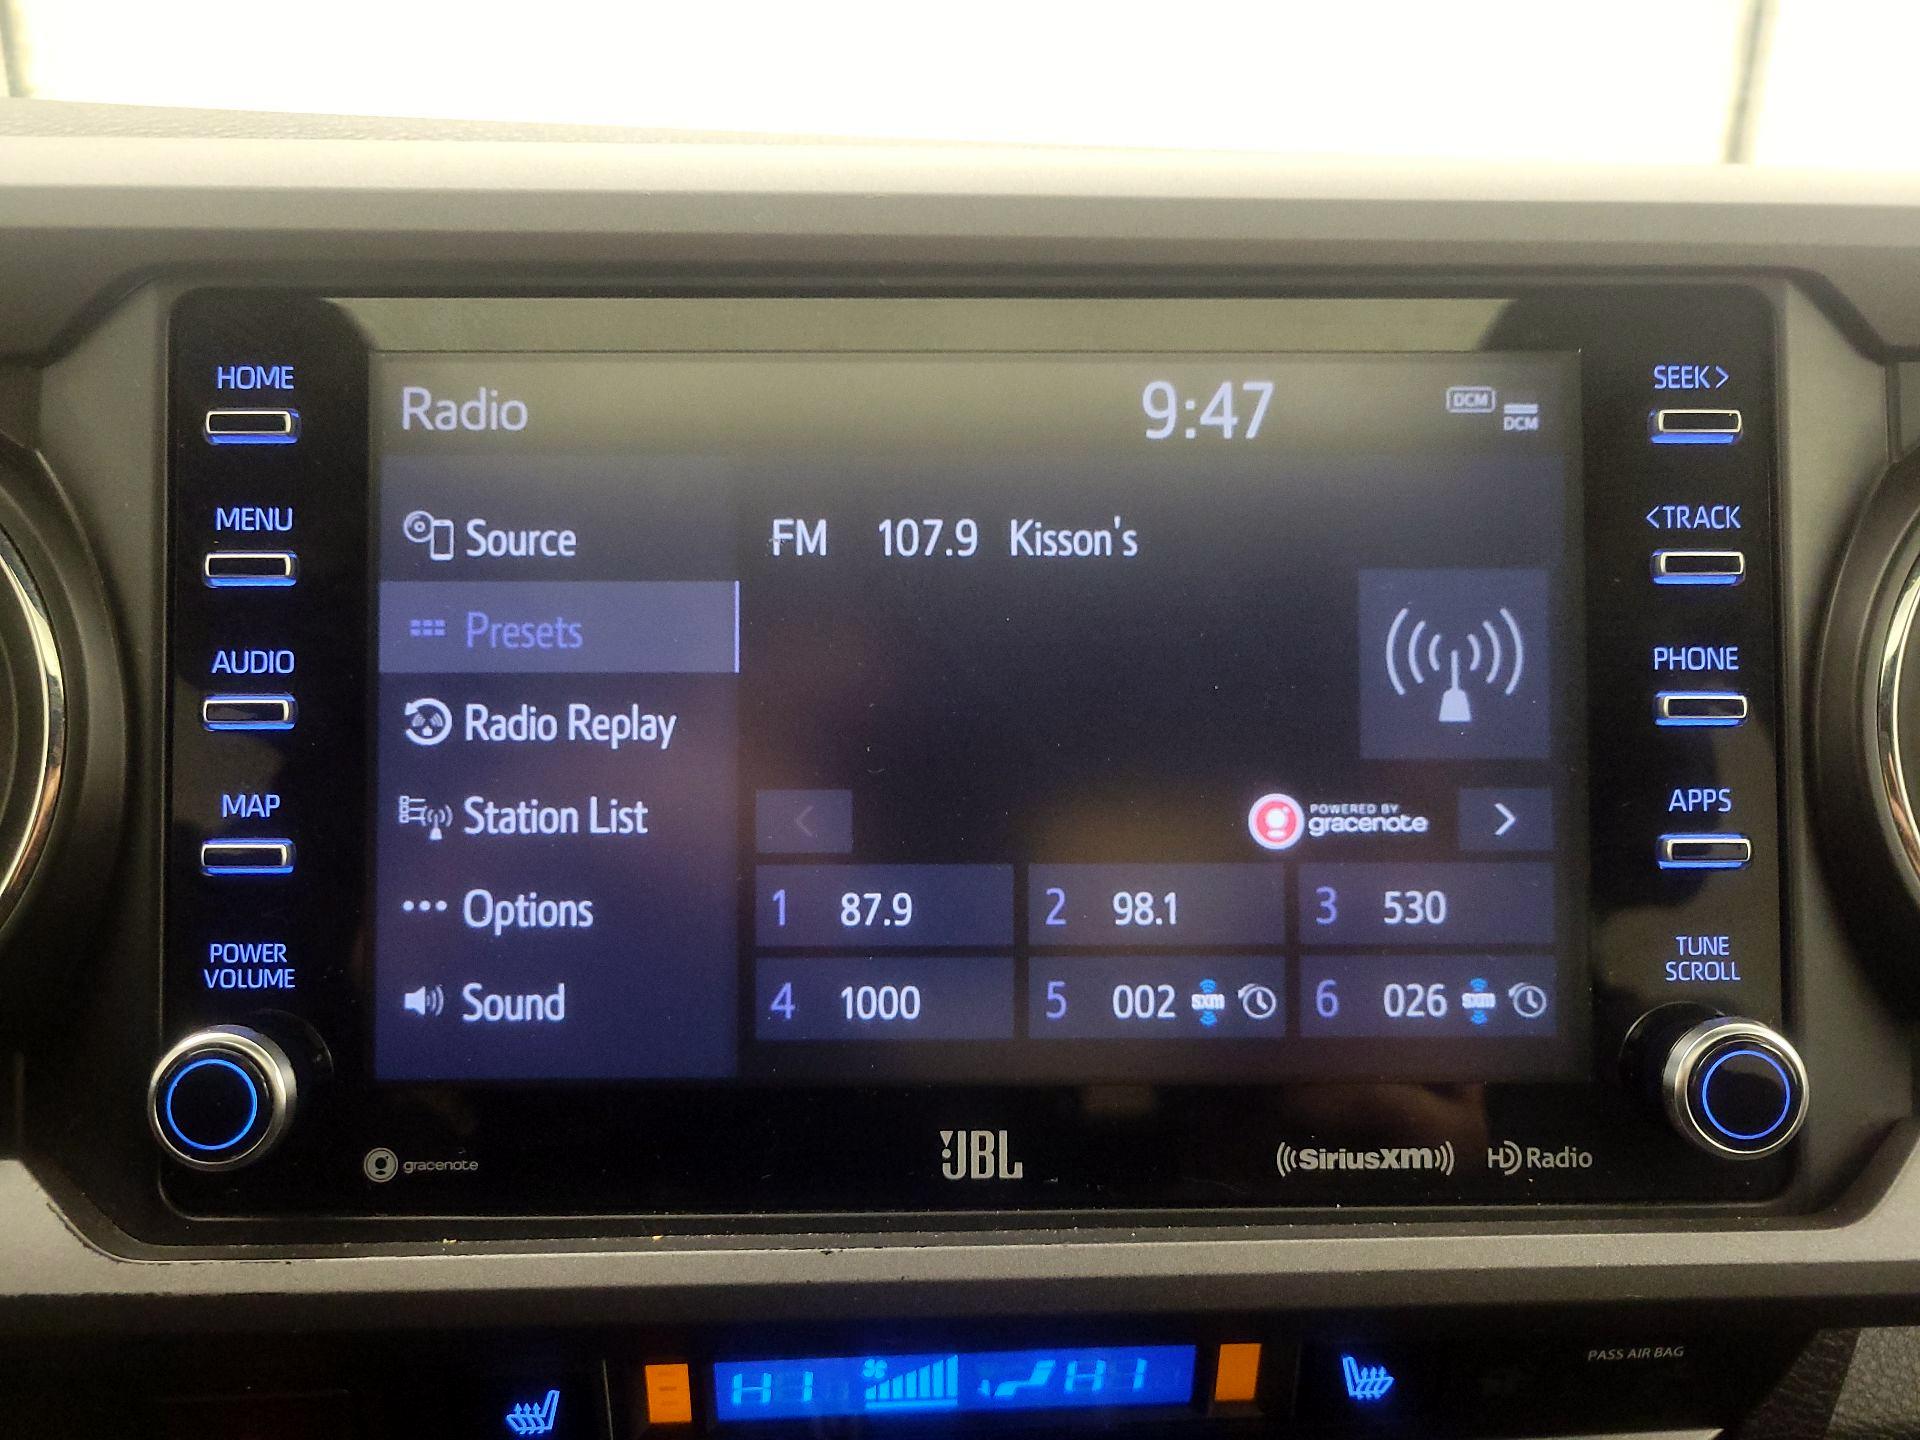 HOME
MENU
AUDIO
MAP
POWER
VOLUME
Radio
9:47
DCM
DCM
Source
Presets
Radio Replay
Station List
Options
Sound
FM 107.9 Kisson's
POWERED BY
gracenote
1 87.9
2 98.1
3 530
4 1000
5 002 sxm
6 026 sxm
SEEK>
<TRACK
PHONE
APPS
TUNE
SCROLL
gracenote
JBL
SiriusXM
HD Radio
HI
HI
PASS AIR BAG